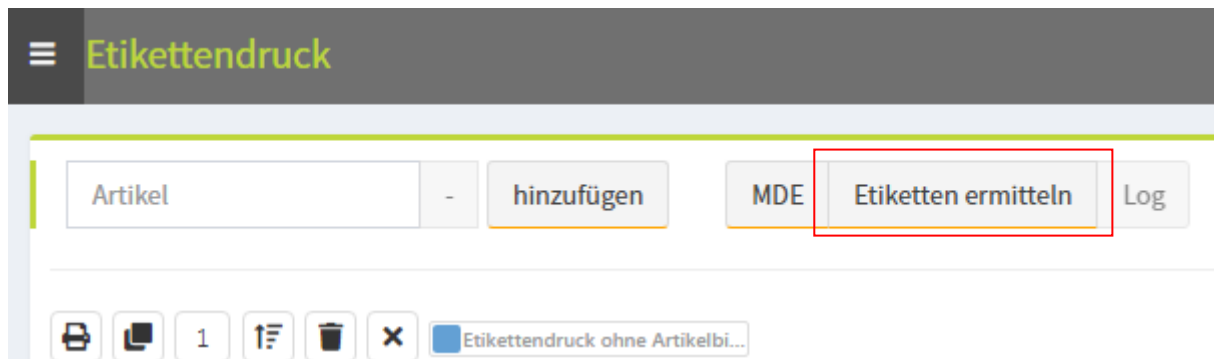 Etikettendruck
Artikel - hinzufügen MDE Etiketten ermitteln Log
1 Etikettendruck ohne Artikelbi...